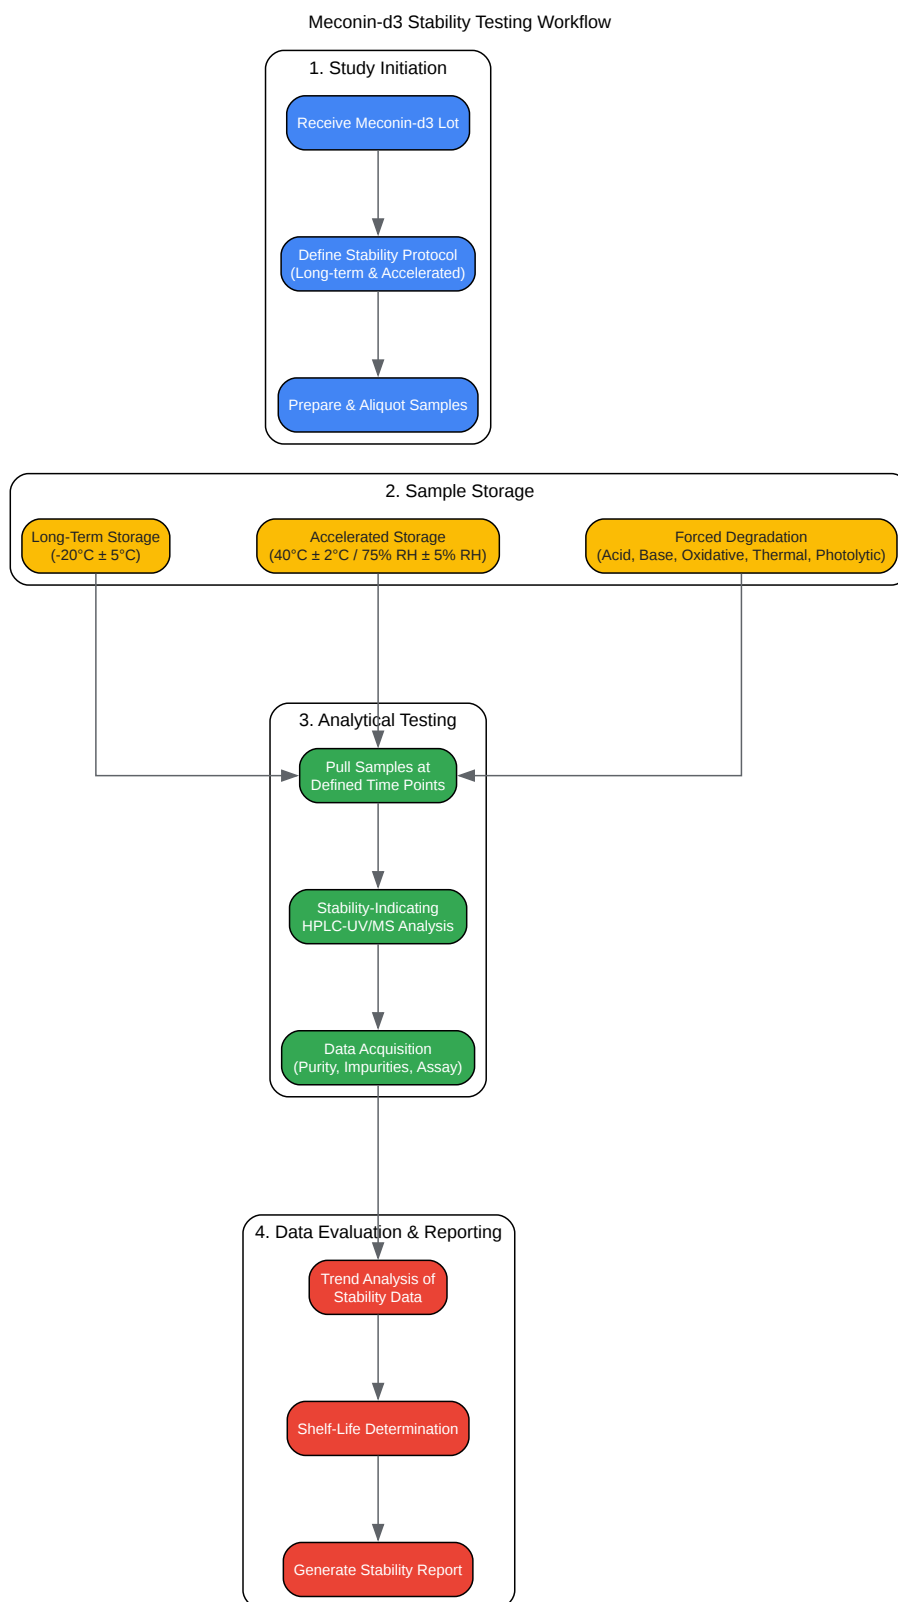 Meconin-d3 Stability Testing Workflow
1. Study Initiation
Receive Meconin-d3 Lot
Define Stability Protocol
(Long-term & Accelerated)
Prepare & Aliquot Samples
2. Sample Storage
Long-Term Storage
(-20°C ± 5°C)
Accelerated Storage
(40°C ± 2°C / 75% RH ± 5% RH)
Forced Degradation
(Acid, Base, Oxidative, Thermal, Photolytic)
3. Analytical Testing
Pull Samples at
Defined Time Points
Stability-Indicating
HPLC-UV/MS Analysis
Data Acquisition
(Purity, Impurities, Assay)
4. Data Evaluation & Reporting
Trend Analysis of
Stability Data
Shelf-Life Determination
Generate Stability Report